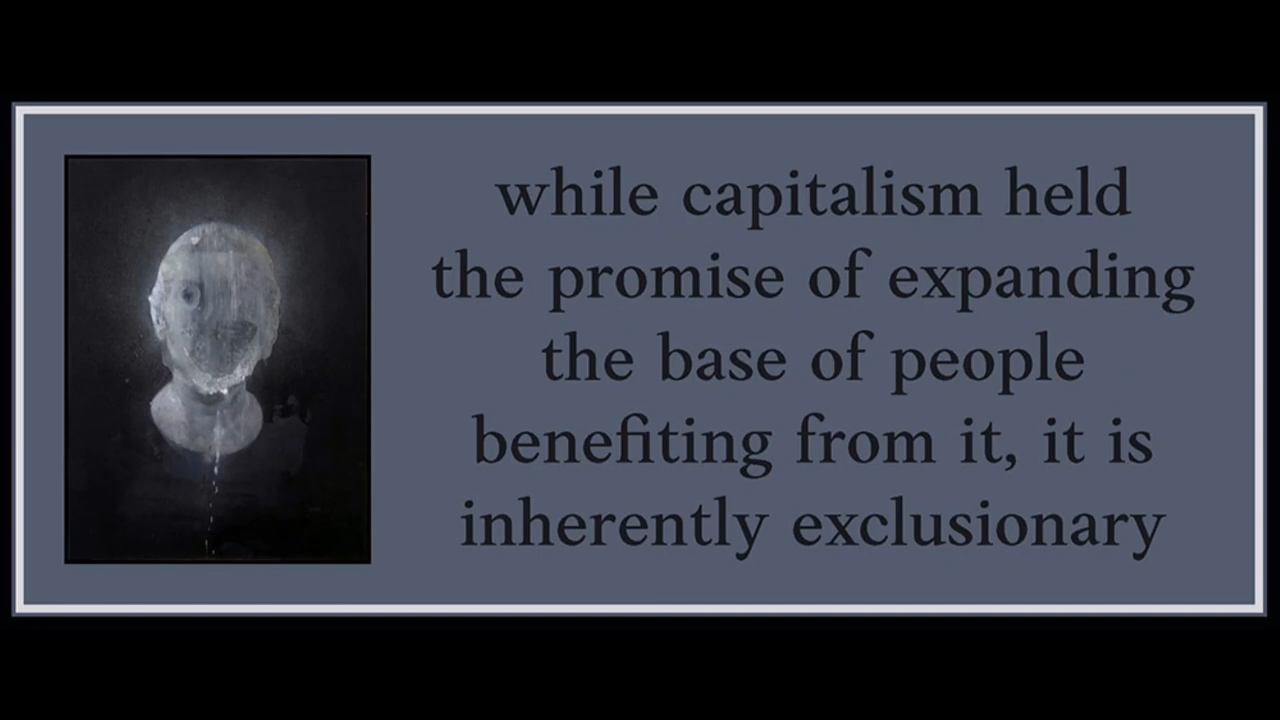 while capitalism held
the promise of expanding
the base of people
benefiting from it, it is
inherently exclusionary